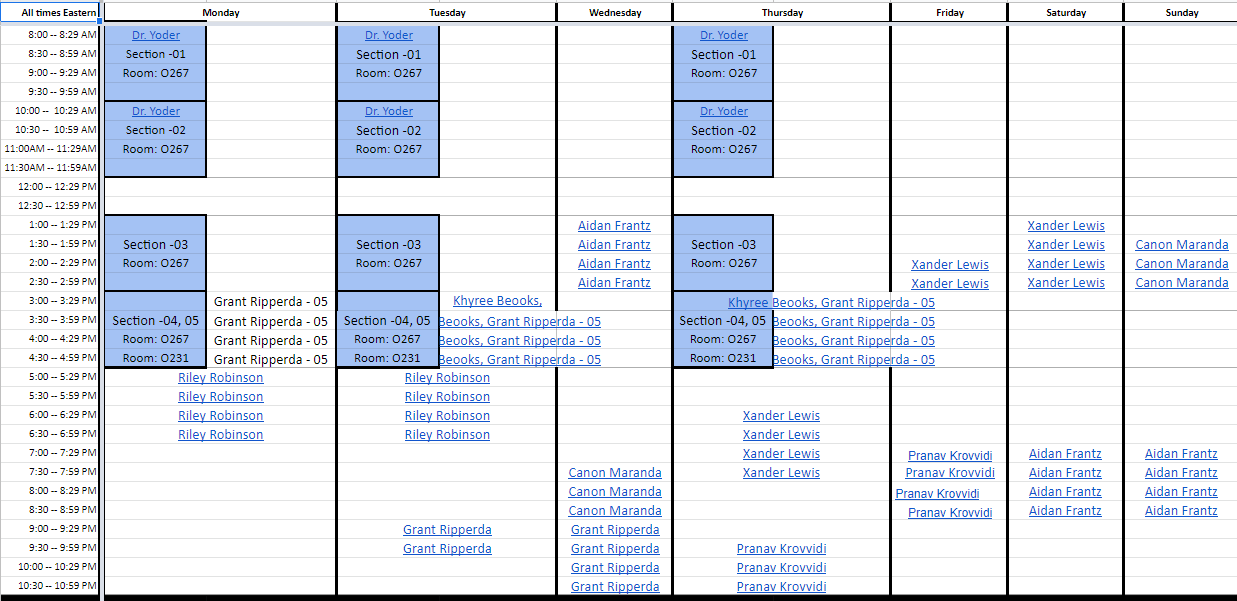 All times Eastern Monday Tuesday Wednesday Thursday Friday Saturday Sunday
8:00 -- 8:29 AM Dr. Yoder Dr. Yoder Dr. Yoder
8:30 -- 8:59 AM Section -01 Section -01 Section -01
9:00 -- 9:29 AM Room: O267 Room: O267 Room: O267
9:30 -- 9:59 AM
10:00 -- 10:29 AM Dr. Yoder Dr. Yoder Dr. Yoder
10:30 -- 10:59 AM Section -02 Section -02 Section -02
11:00AM -- 11:29AM Room: O267 Room: O267 Room: O267
11:30AM -- 11:59AM
12:00 -- 12:29 PM
12:30 -- 12:59 PM
1:00 -- 1:29 PM Aidan Frantz Xander Lewis
1:30 -- 1:59 PM Section -03 Section -03 Aidan Frantz Section -03 Xander Lewis Canon Maranda
2:00 -- 2:29 PM Room: O267 Room: O267 Aidan Frantz Room: O267 Xander Lewis Xander Lewis Canon Maranda
2:30 -- 2:59 PM Aidan Frantz Xander Lewis Xander Lewis Canon Maranda
3:00 -- 3:29 PM Grant Ripperda - 05 Khyree Beooks, Khyree Beooks, Grant Ripperda - 05
3:30 -- 3:59 PM Section -04, 05 Grant Ripperda - 05 Section -04, 05 Beooks, Grant Ripperda - 05 Section -04, 05 Beooks, Grant Ripperda - 05
4:00 -- 4:29 PM Room: O267 Grant Ripperda - 05 Room: O267 Beooks, Grant Ripperda - 05 Room: O267 Beooks, Grant Ripperda - 05
4:30 -- 4:59 PM Room: O231 Grant Ripperda - 05 Room: O231 Beooks, Grant Ripperda - 05 Room: O231 Beooks, Grant Ripperda - 05
5:00 -- 5:29 PM Riley Robinson Riley Robinson
5:30 -- 5:59 PM Riley Robinson Riley Robinson
6:00 -- 6:29 PM Riley Robinson Riley Robinson Xander Lewis
6:30 -- 6:59 PM Riley Robinson Riley Robinson Xander Lewis
7:00 -- 7:29 PM Xander Lewis Pranav Krovvidi Aidan Frantz Aidan Frantz
7:30 -- 7:59 PM Canon Maranda Xander Lewis Pranav Krovvidi Aidan Frantz Aidan Frantz
8:00 -- 8:29 PM Canon Maranda Pranav Krovvidi Aidan Frantz Aidan Frantz
8:30 -- 8:59 PM Canon Maranda Pranav Krovvidi Aidan Frantz Aidan Frantz
9:00 -- 9:29 PM Grant Ripperda Grant Ripperda
9:30 -- 9:59 PM Grant Ripperda Grant Ripperda Pranav Krovvidi
10:00 -- 10:29 PM Grant Ripperda Pranav Krovvidi
10:30 -- 10:59 PM Grant Ripperda Pranav Krovvidi